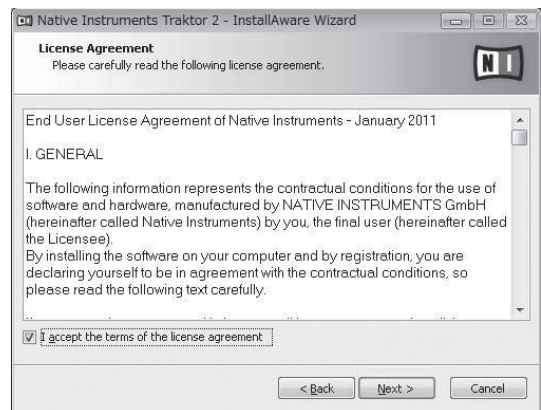 Native Instruments Traktor 2 - InstallAware Wizard
License Agreement
Please carefully read the following license agreement.
NI
End User License Agreement of Native Instruments - January 2011
I. GENERAL
The following information represents the contractual conditions for the use of
software and hardware, manufactured by NATIVE INSTRUMENTS GmbH
(hereinafter called Native Instruments) by you, the final user (hereinafter called
the Licensee).
By installing the software on your computer and by registration, you are
declaring yourself to be in agreement with the contractual conditions, so
please read the following text carefully.
I accept the terms of the license agreement
< Back
Next >
Cancel